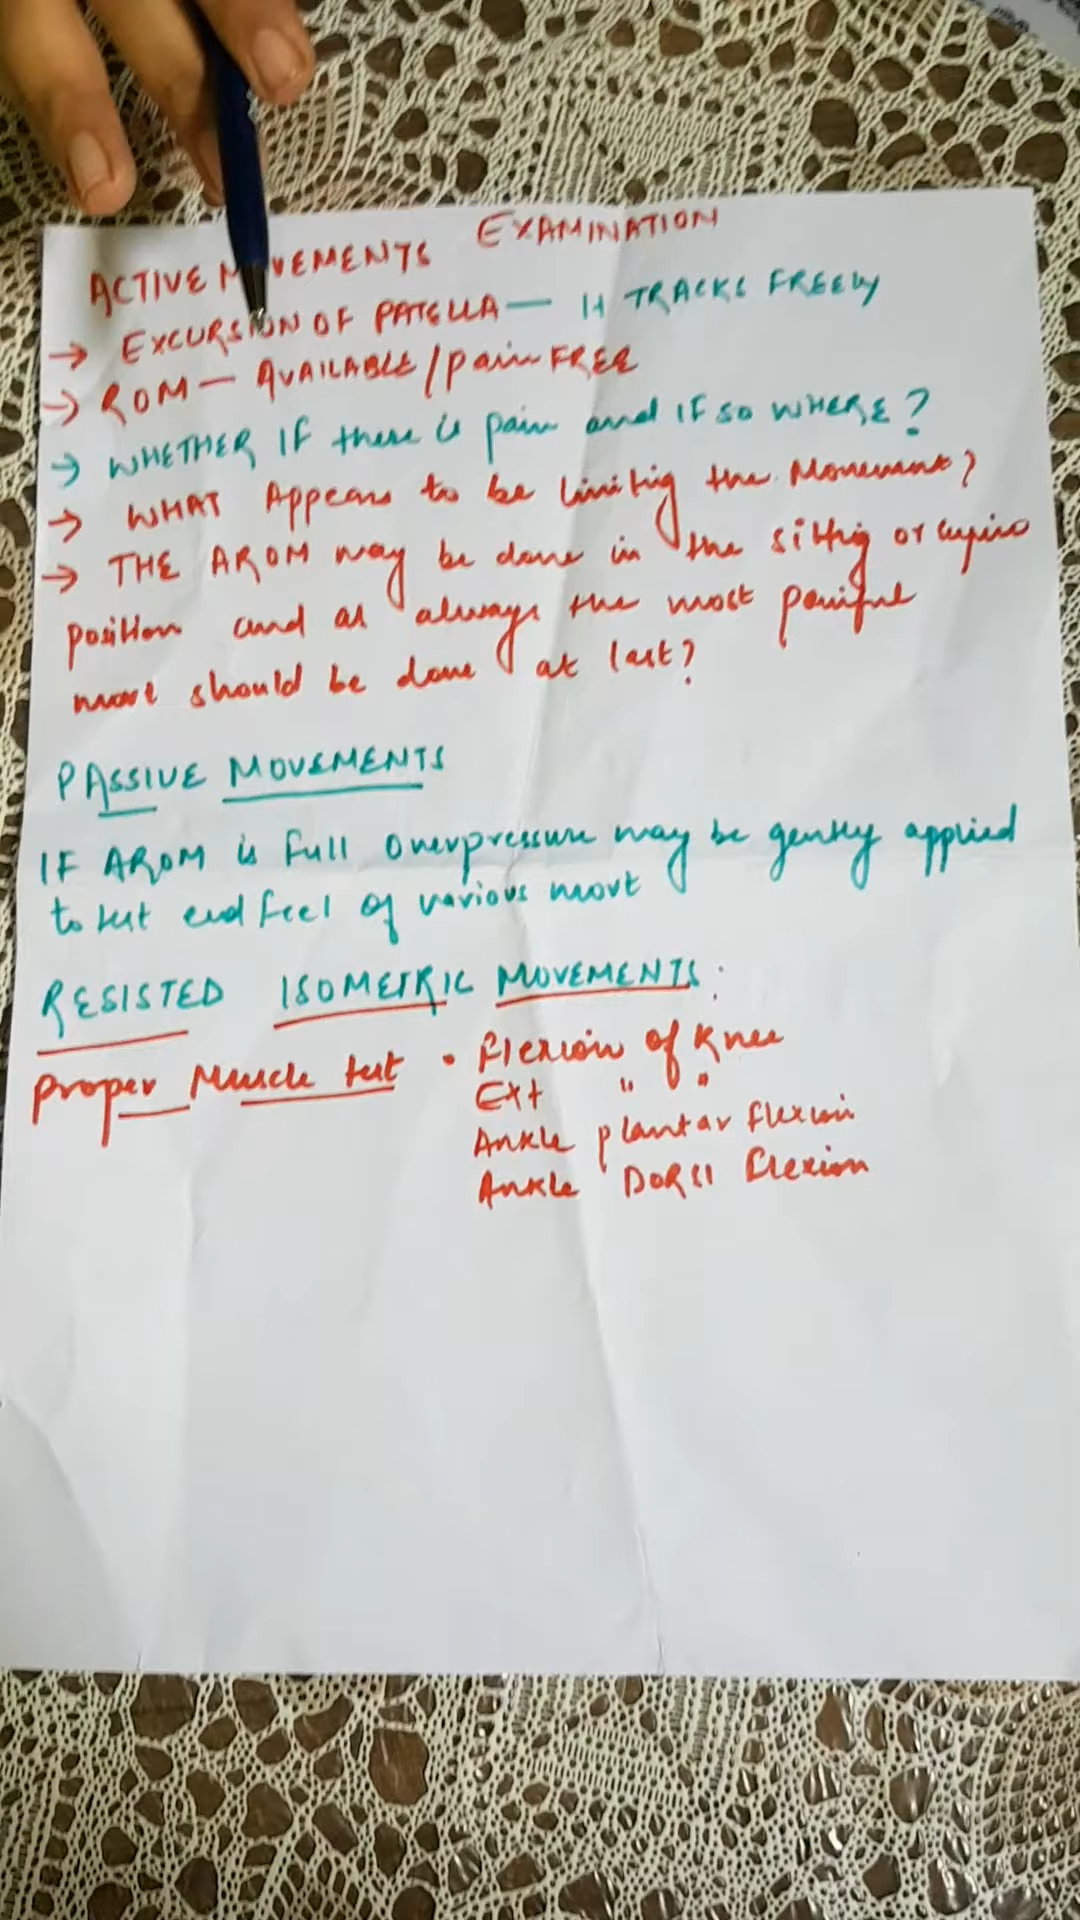 EXAMINATION
ACTIVE MOVEMENTS
→ EXCURSION OF PATELLA — It TRACKS FREELY
→ ROM — AVAILABLE/pain FREE
→ WHETHER IF there is pain and IF so WHERE?
→ WHAT Appears to be limiting the Movement?
→ THE AROM may be done in the sitting or lying
position and as always the most painful
movt should be done at last?
PASSIVE MOVEMENTS
IF AROM is full overpressure may be gently applied
to test end feel of various movt
RESISTED ISOMETRIC MOVEMENTS:
Proper Muscle test • flexion of Knee
Ext " "
Ankle plantar flexion
Ankle DORSI flexion